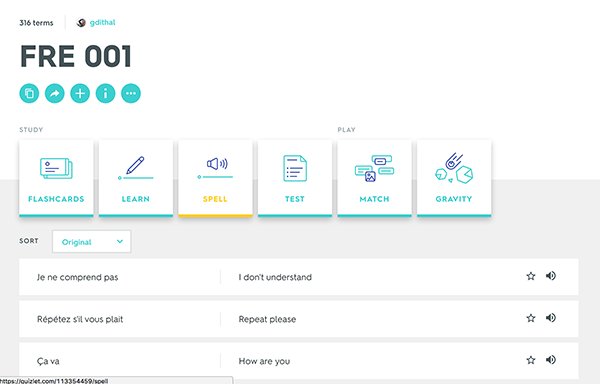 316 terms gdithal
FRE 001
STUDY PLAY
FLASHCARDS LEARN SPELL TEST MATCH GRAVITY
SORT Original
Je ne comprend pas I don't understand
Répétez s'il vous plait Repeat please
Ça va How are you
https://quizlet.com/113354459/spell